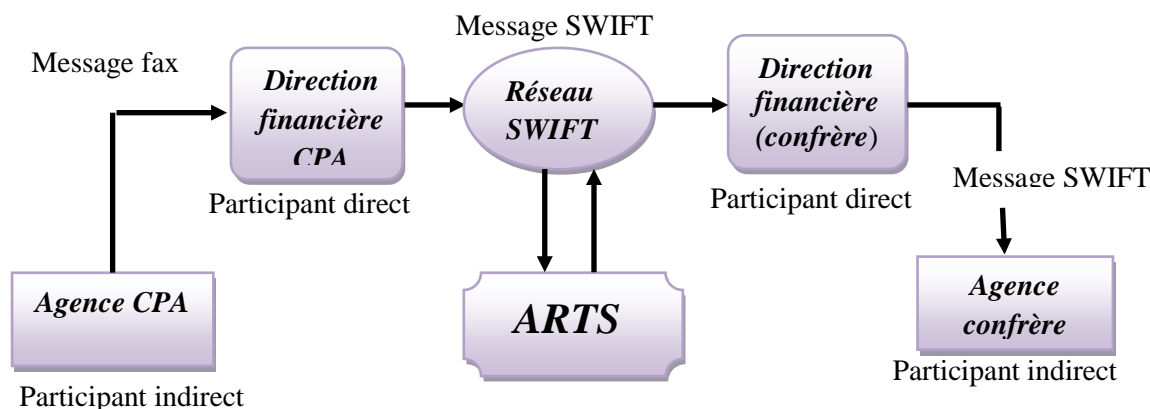 Message SWIFT
Message fax
Direction
financière
CPA
Participant direct
Réseau
SWIFT
Direction
financière
(confrère)
Participant direct
Message SWIFT
Agence CPA
Participant indirect
ARTS
Agence
confrère
Participant indirect